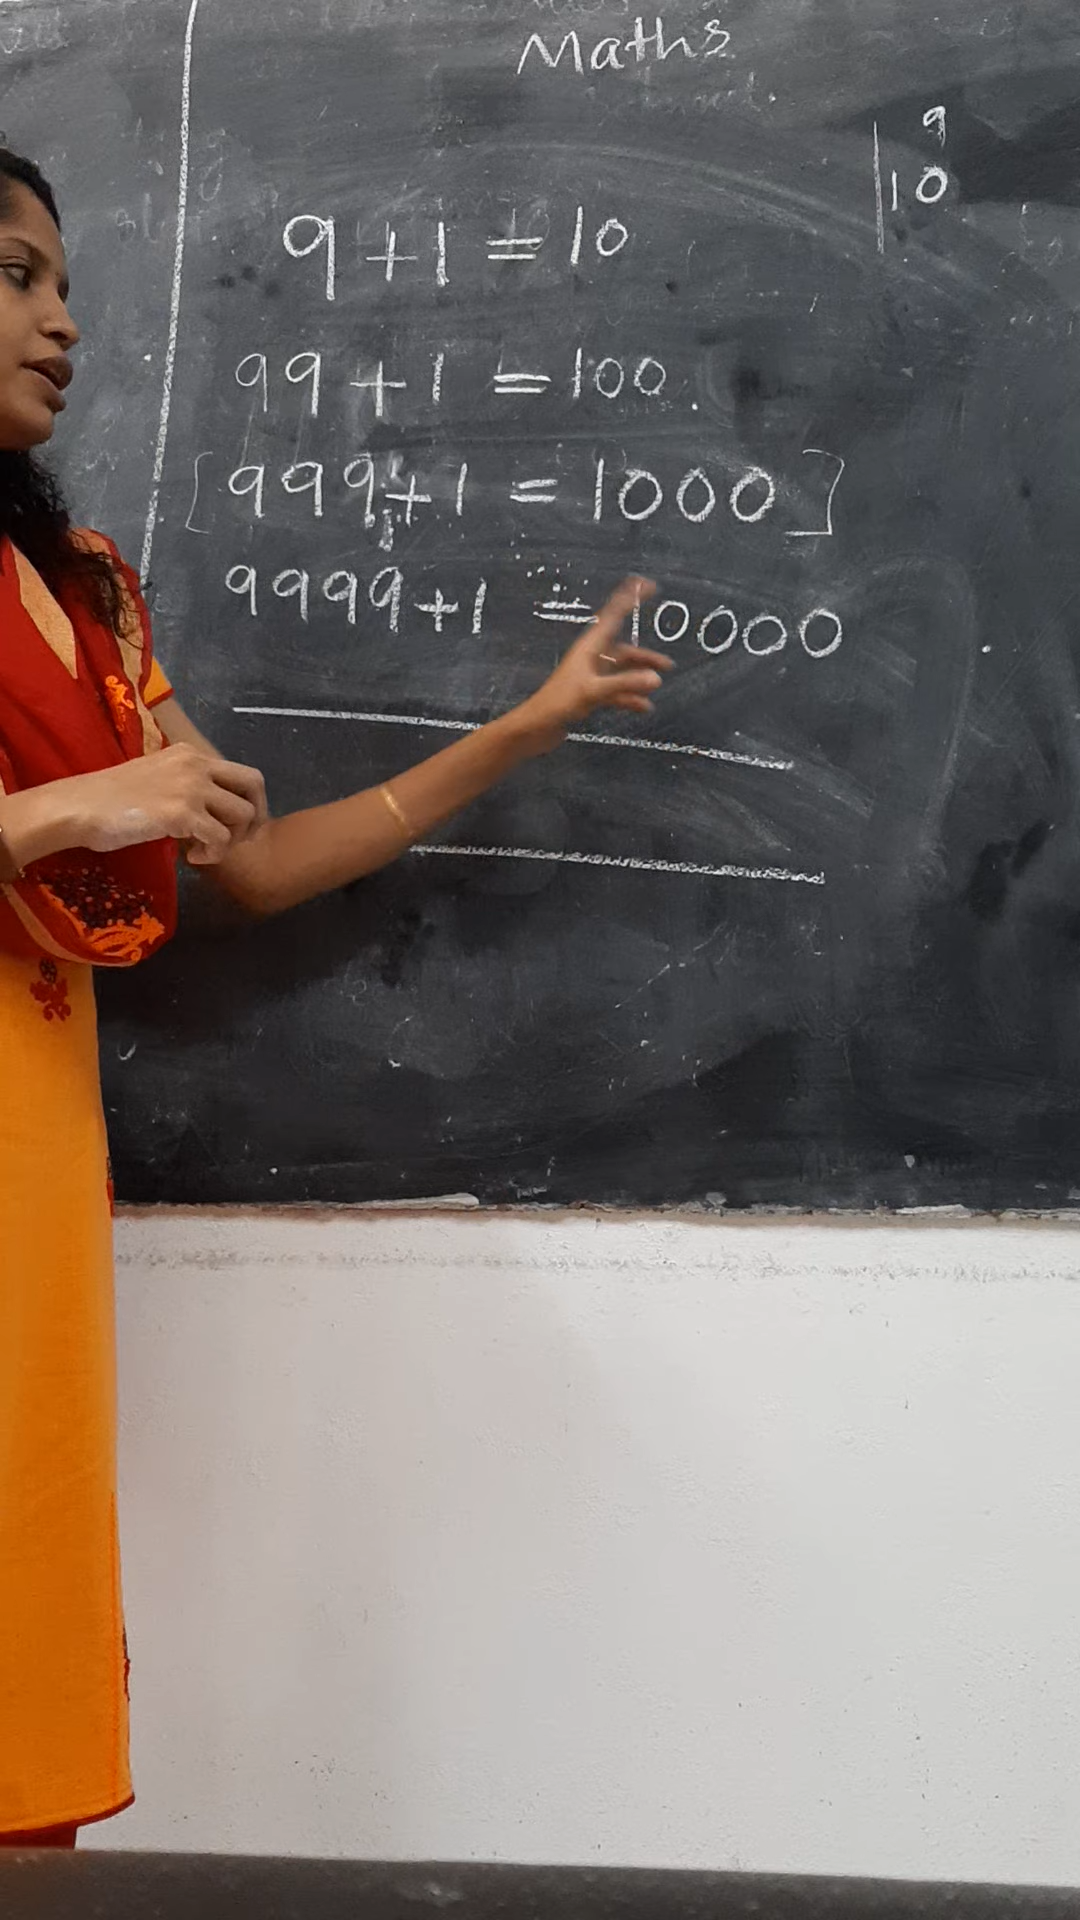 Maths
9
10
9+1 = 10
99+1 = 100
[999+1 = 1000]
9999+1 = 10000